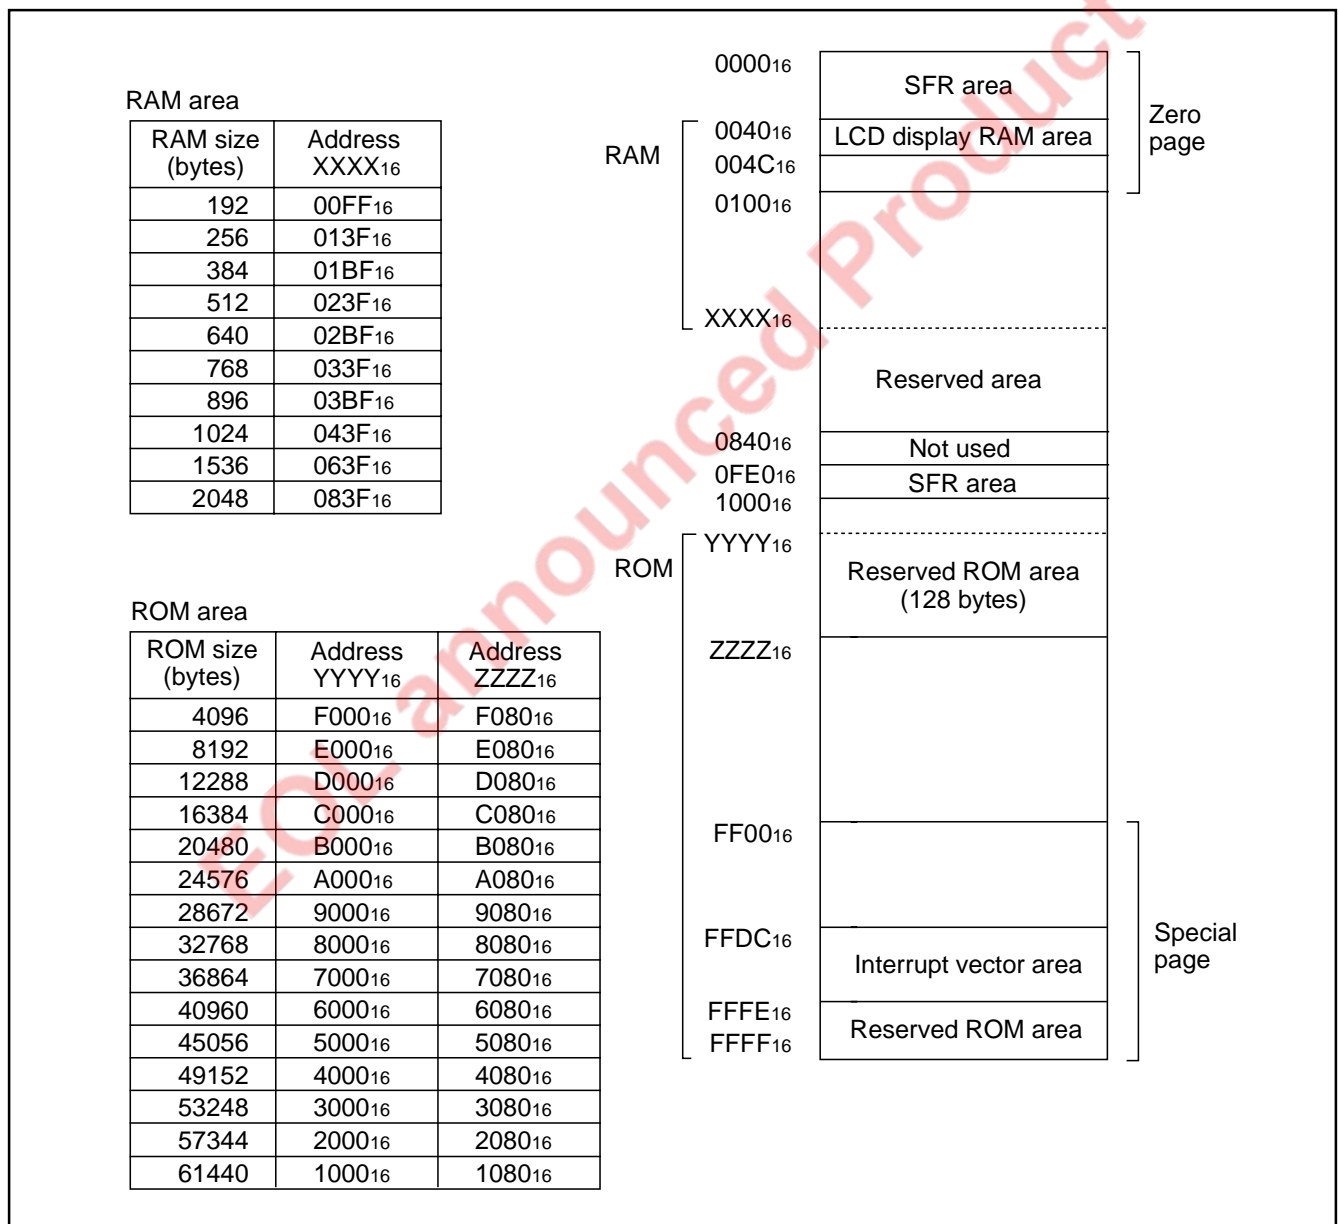 RAM area
RAM size (bytes) Address XXXX16
192 00FF16
256 013F16
384 01BF16
512 023F16
640 02BF16
768 033F16
896 03BF16
1024 043F16
1536 063F16
2048 083F16
ROM area
ROM size (bytes) Address YYYY16 Address ZZZZ16
4096 F00016 F08016
8192 E00016 E08016
12288 D00016 D08016
16384 C00016 C08016
20480 B00016 B08016
24576 A00016 A08016
28672 900016 908016
32768 800016 808016
36864 700016 708016
40960 600016 608016
45056 500016 508016
49152 400016 408016
53248 300016 308016
57344 200016 208016
61440 100016 108016
000016
SFR area
Zero page
RAM
004016
LCD display RAM area
004C16
010016
XXXX16
Reserved area
084016
Not used
0FE016
SFR area
100016
ROM
YYYY16
Reserved ROM area
(128 bytes)
ZZZZ16
FF0016
FFDC16
Interrupt vector area
Special page
FFFE16
Reserved ROM area
FFFF16
EOL announced Product